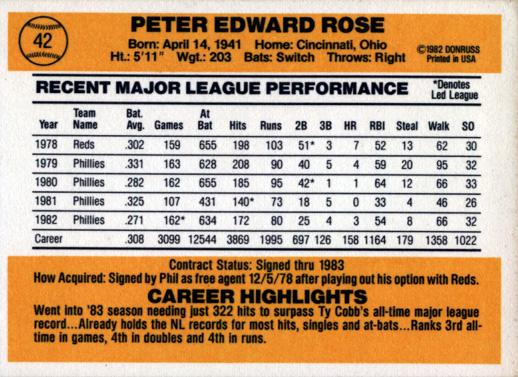 42
PETER EDWARD ROSE
Born: April 14, 1941 Home: Cincinnati, Ohio
Ht.: 5'11" Wgt.: 203 Bats: Switch Throws: Right
©1982 DONRUSS
Printed in USA
RECENT MAJOR LEAGUE PERFORMANCE
*Denotes
Led League
Team Bat. At
Year Name Avg. Games Bat Hits Runs 2B 3B HR RBI Steal Walk SO
1978 Reds .302 159 655 198 103 51* 3 7 52 13 62 30
1979 Phillies .331 163 628 208 90 40 5 4 59 20 95 32
1980 Phillies .282 162 655 185 95 42* 1 1 64 12 66 33
1981 Phillies .325 107 431 140* 73 18 5 0 33 4 46 26
1982 Phillies .271 162* 634 172 80 25 4 3 54 8 66 32
Career .308 3099 12544 3869 1995 697 126 158 1164 179 1358 1022
Contract Status: Signed thru 1983
How Acquired: Signed by Phil as free agent 12/5/78 after playing out his option with Reds.
CAREER HIGHLIGHTS
Went into '83 season needing just 322 hits to surpass Ty Cobb's all-time major league
record...Already holds the NL records for most hits, singles and at-bats...Ranks 3rd all-
time in games, 4th in doubles and 4th in runs.